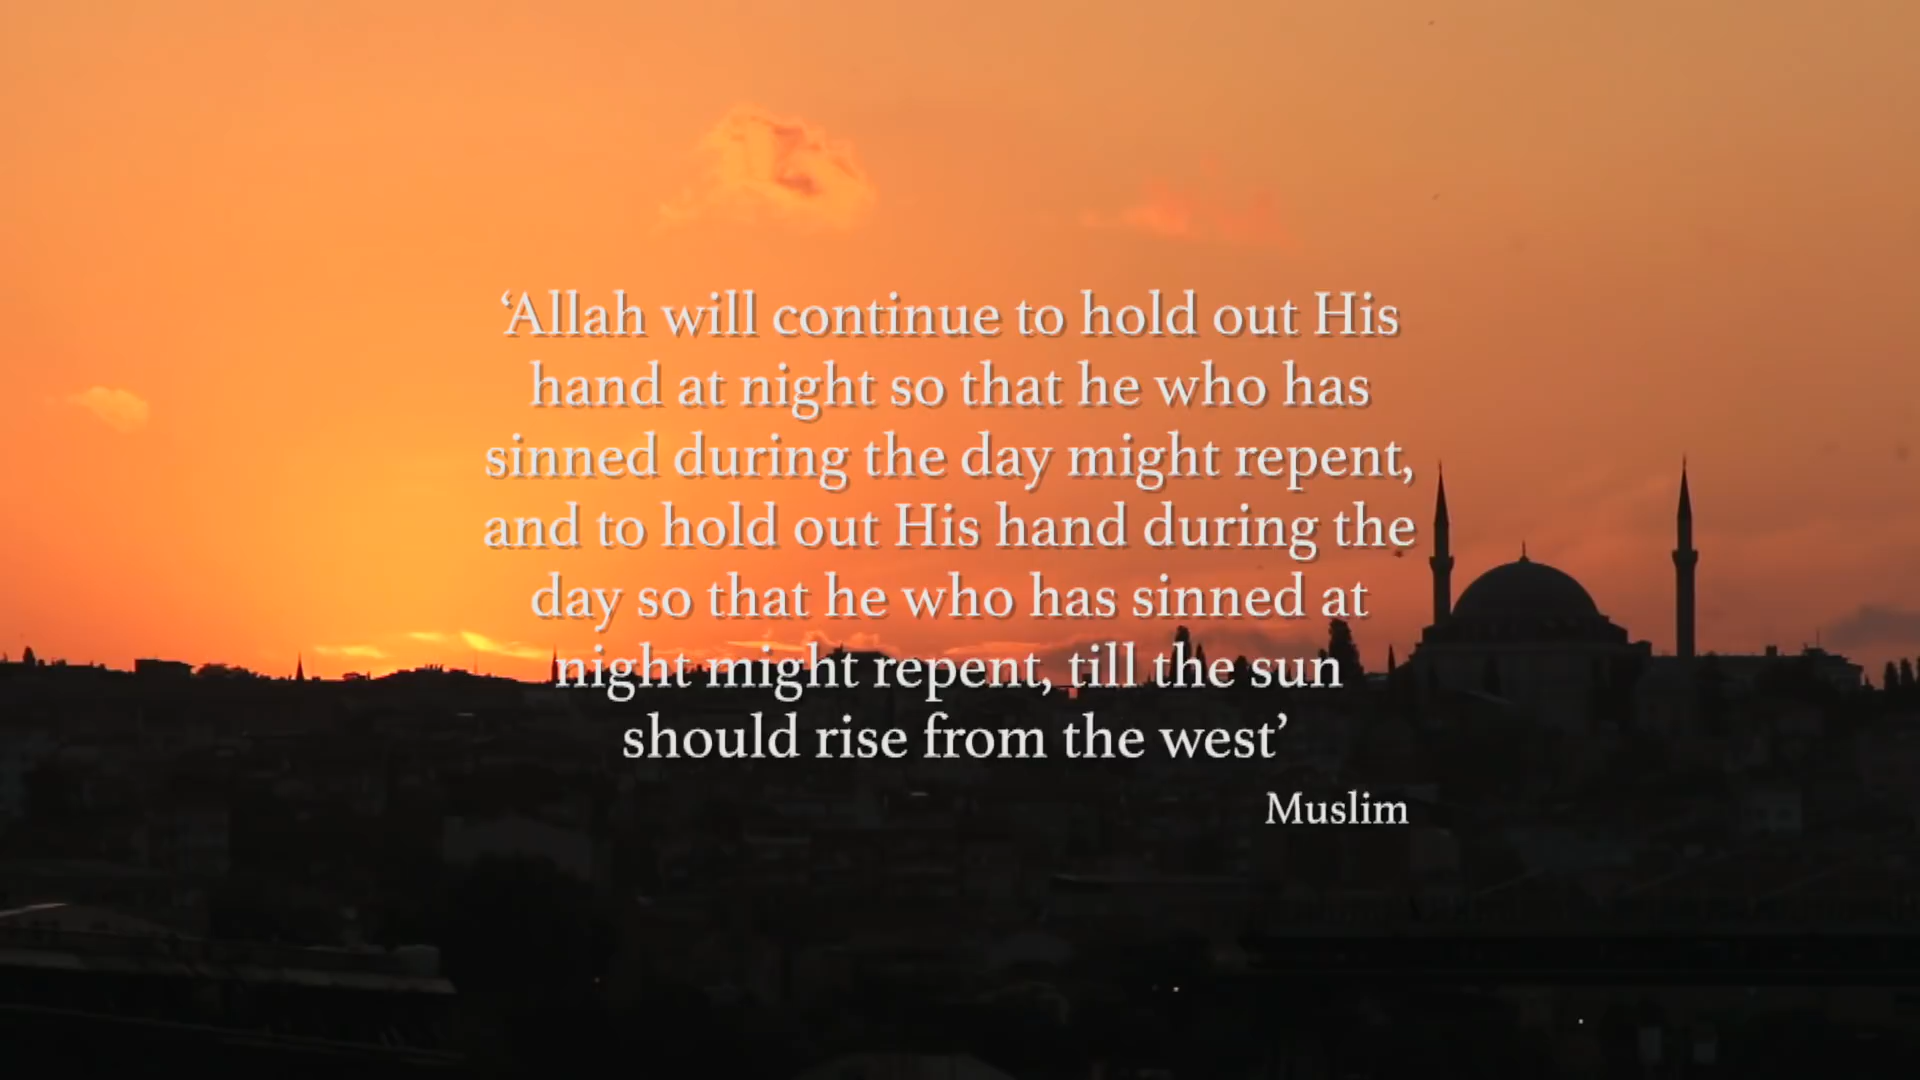 ‘Allah will continue to hold out His
hand at night so that he who has
sinned during the day might repent,
and to hold out His hand during the
day so that he who has sinned at
night might repent, till the sun
should rise from the west’
Muslim